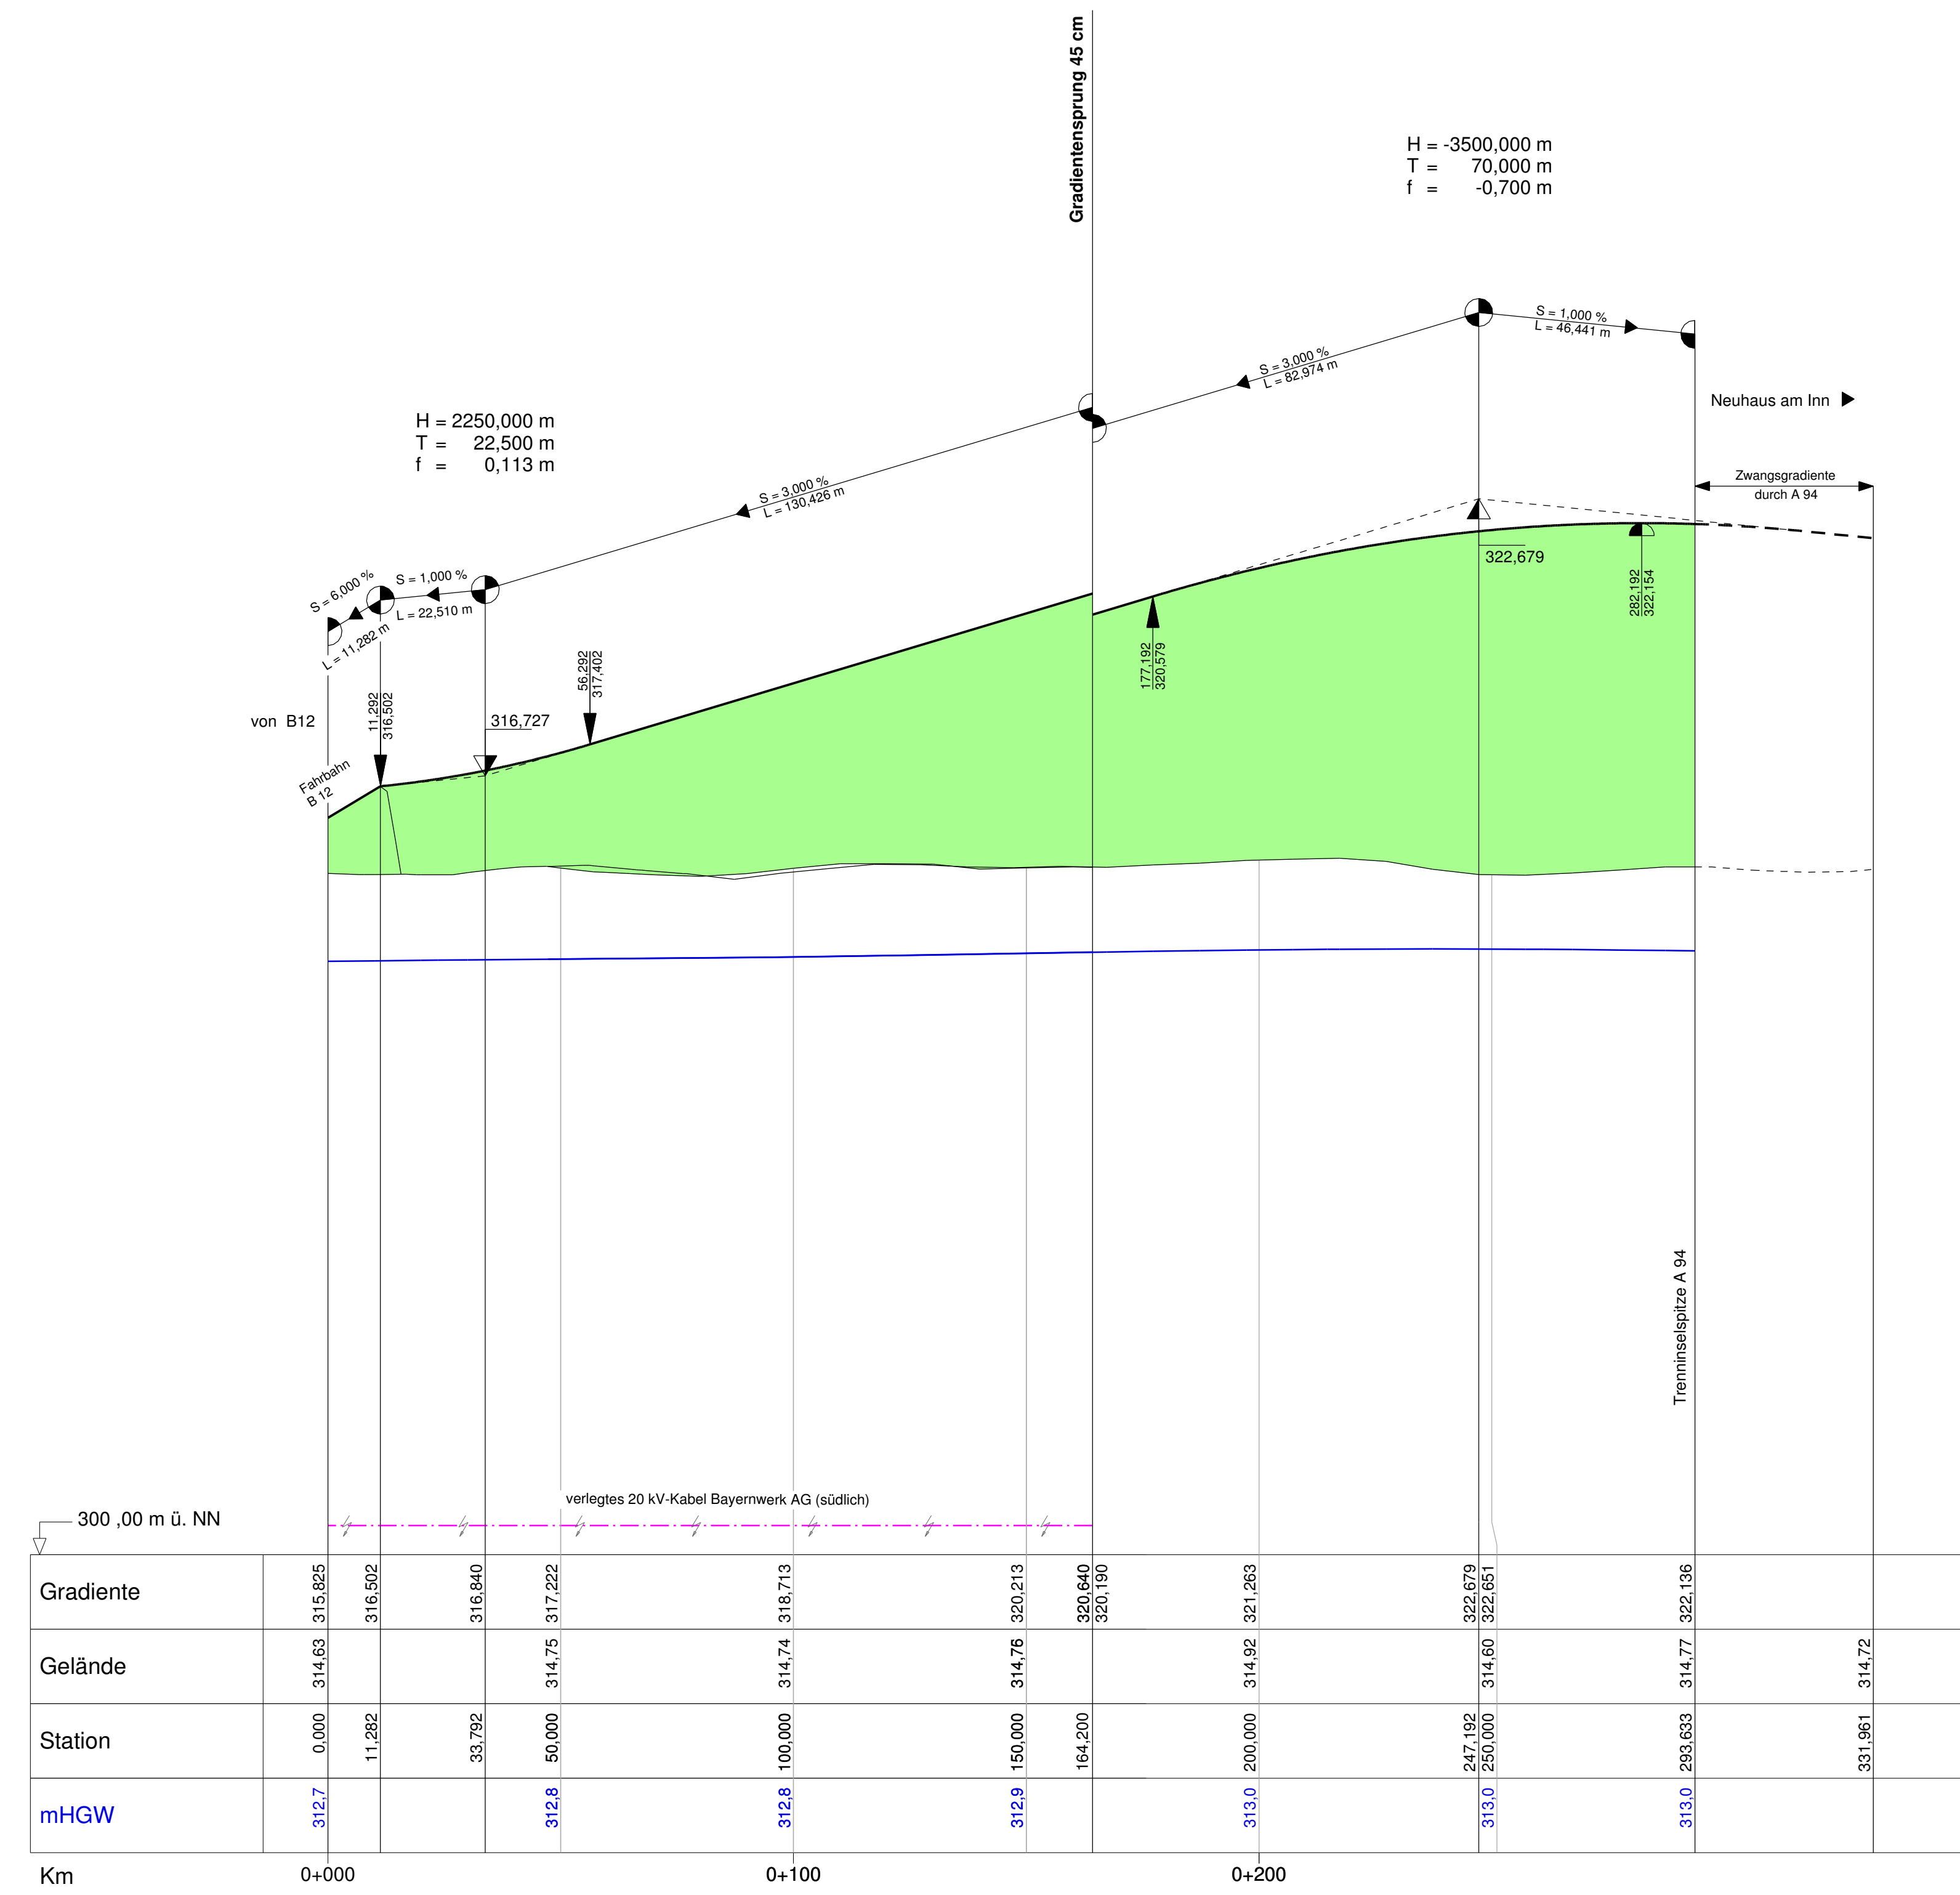 Gradientensprung 45 cm
H = -3500,000 m
T = 70,000 m
f = -0,700 m
S = 1,000 %
L = 46,441 m
S = 3,000 %
L = 82,974 m
Neuhaus am Inn
H = 2250,000 m
T = 22,500 m
f = 0,113 m
Zwangsgradiente
durch A 94
S = 3,000 %
L = 130,426 m
322,679
S = 6,000 %
L = 11,282 m
S = 1,000 %
L = 22,510 m
282,192
322,154
177,192
320,579
56,292
317,402
11,292
316,502
von B12
316,727
Fahrbahn
B 12
Trenninselspitze A 94
verlegtes 20 kV-Kabel Bayernwerk AG (südlich)
300 ,00 m ü. NN
Gradiente 315,825 316,502 316,840 317,222 318,713 320,213 320,640 320,190 321,263 322,679 322,651 322,136
Gelände 314,63 314,75 314,74 314,76 314,92 314,60 314,77 314,72
Station 0,000 11,282 33,792 50,000 100,000 150,000 164,200 200,000 247,192 250,000 293,633 331,961
mHGW 312,7 312,8 312,8 312,9 313,0 313,0 313,0
Km 0+000 0+100 0+200